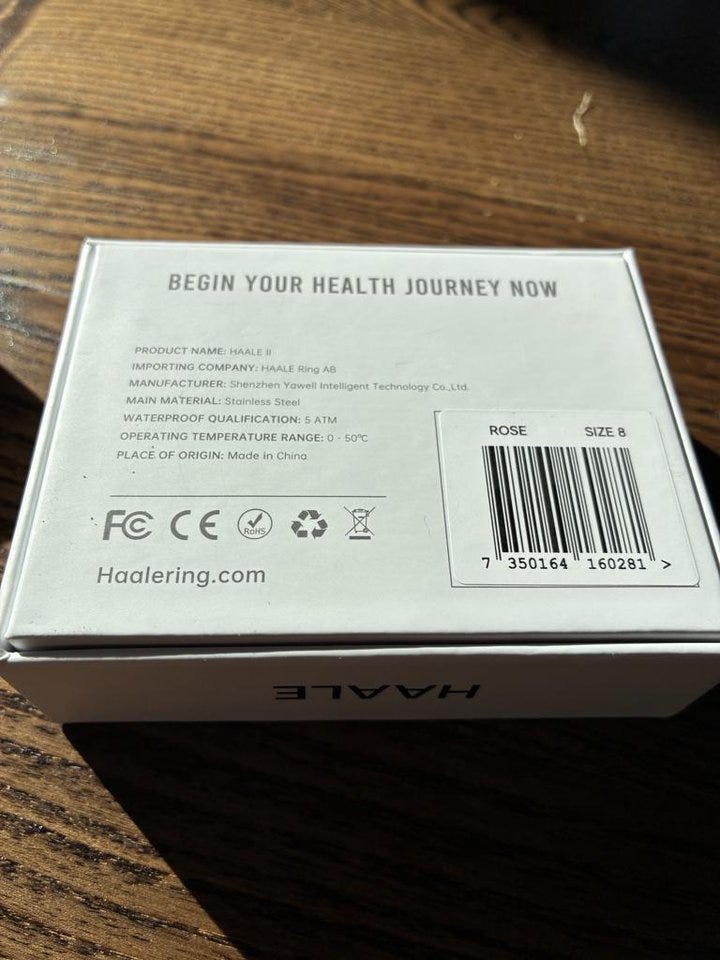 BEGIN YOUR HEALTH JOURNEY NOW
PRODUCT NAME: HAALE II
IMPORTING COMPANY: HAALE Ring AB
MANUFACTURER: Shenzhen Yawell Intelligent Technology Co.,Ltd.
MAIN MATERIAL: Stainless Steel
WATERPROOF QUALIFICATION: 5 ATM
OPERATING TEMPERATURE RANGE: 0 - 50°C
PLACE OF ORIGIN: Made in China
FC CE RoHS
Haalering.com
ROSE SIZE 8
7 350164 160281 >
HAALE